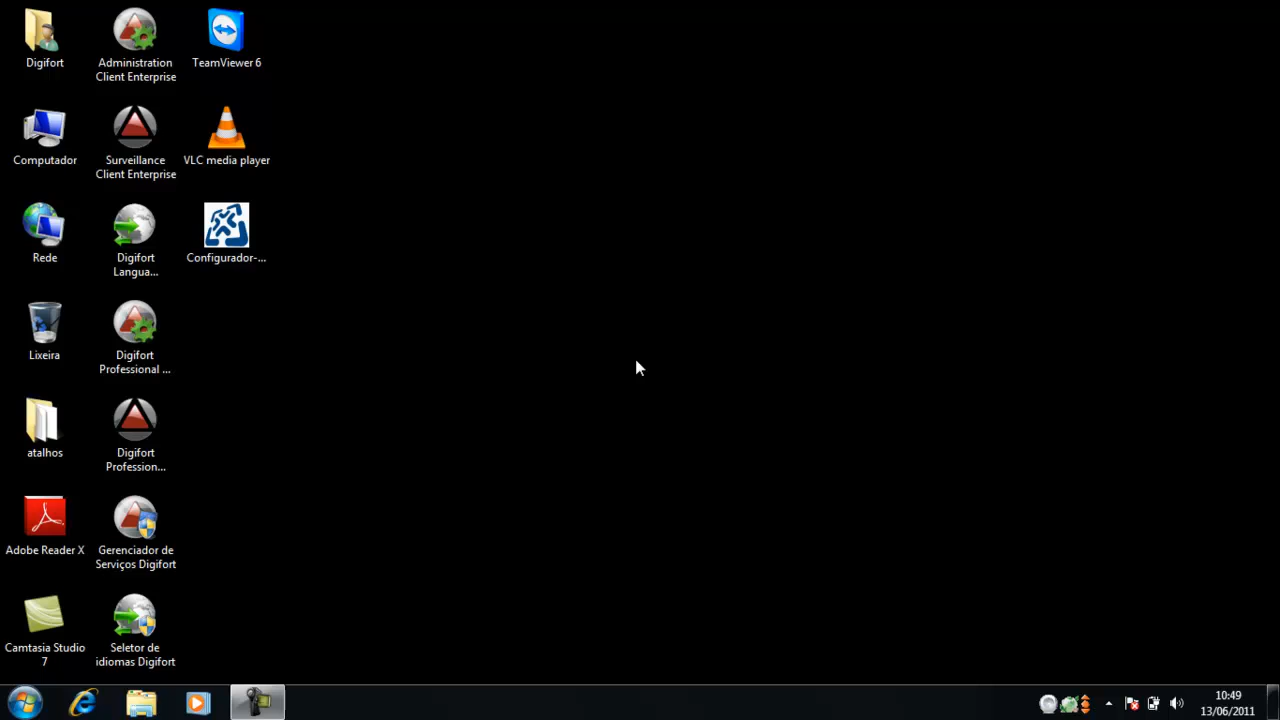 Digifort
Administration
Client Enterprise
TeamViewer 6
Computador
Surveillance
Client Enterprise
VLC media player
Rede
Digifort
Langua...
Configurador-...
Lixeira
Digifort
Professional ...
atalhos
Digifort
Profession...
Adobe Reader X
Gerenciador de
Serviços Digifort
Camtasia Studio
7
Seletor de
idiomas Digifort
10:49
13/06/2011